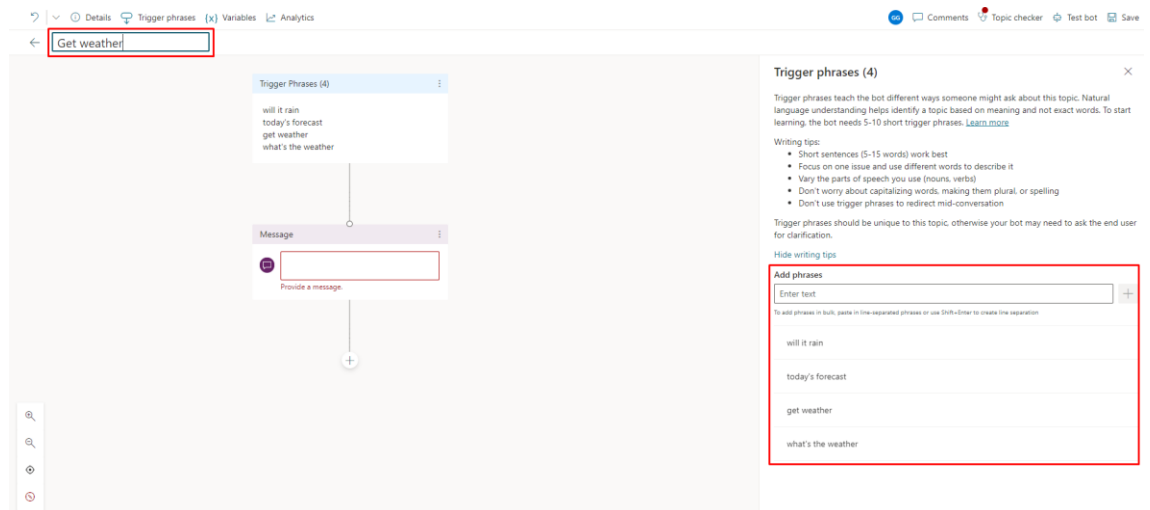 Details Trigger phrases {x} Variables Analytics
GG Comments Topic checker Test bot Save
Get weather
Trigger Phrases (4)
will it rain
today's forecast
get weather
what's the weather
Message
Provide a message.
Trigger phrases (4)
Trigger phrases teach the bot different ways someone might ask about this topic. Natural
language understanding helps identify a topic based on meaning and not exact words. To start
learning, the bot needs 5-10 short trigger phrases. Learn more
Writing tips:
• Short sentences (5-15 words) work best
• Focus on one issue and use different words to describe it
• Vary the parts of speech you use (nouns, verbs)
• Don't worry about capitalizing words, making them plural, or spelling
• Don't use trigger phrases to redirect mid-conversation
Trigger phrases should be unique to this topic, otherwise your bot may need to ask the end user
for clarification.
Hide writing tips
Add phrases
Enter text
To add phrases in bulk, paste in line-separated phrases or use Shift+Enter to create line separation
will it rain
today's forecast
get weather
what's the weather